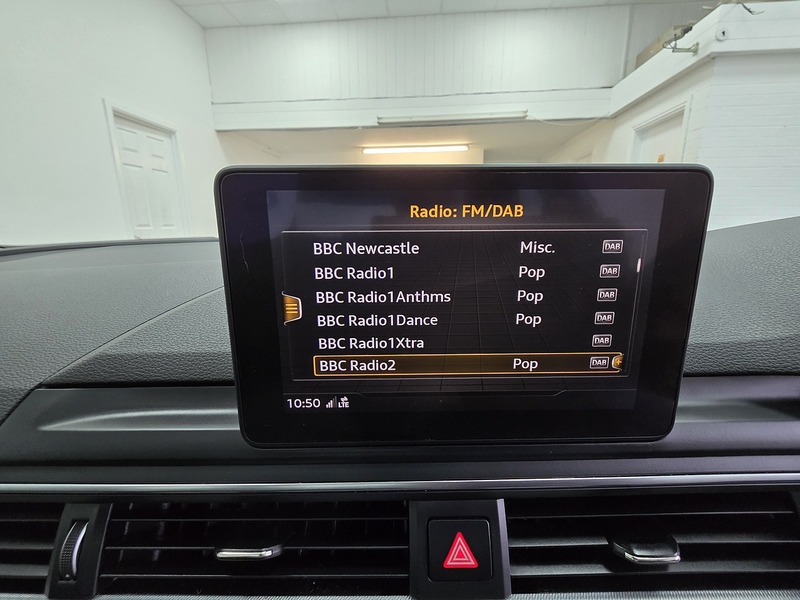 Radio: FM/DAB
BBC Newcastle Misc. DAB
BBC Radio1 Pop DAB
BBC Radio1Anthms Pop DAB
BBC Radio1Dance Pop DAB
BBC Radio1Xtra DAB
BBC Radio2 Pop DAB
10:50 LTE